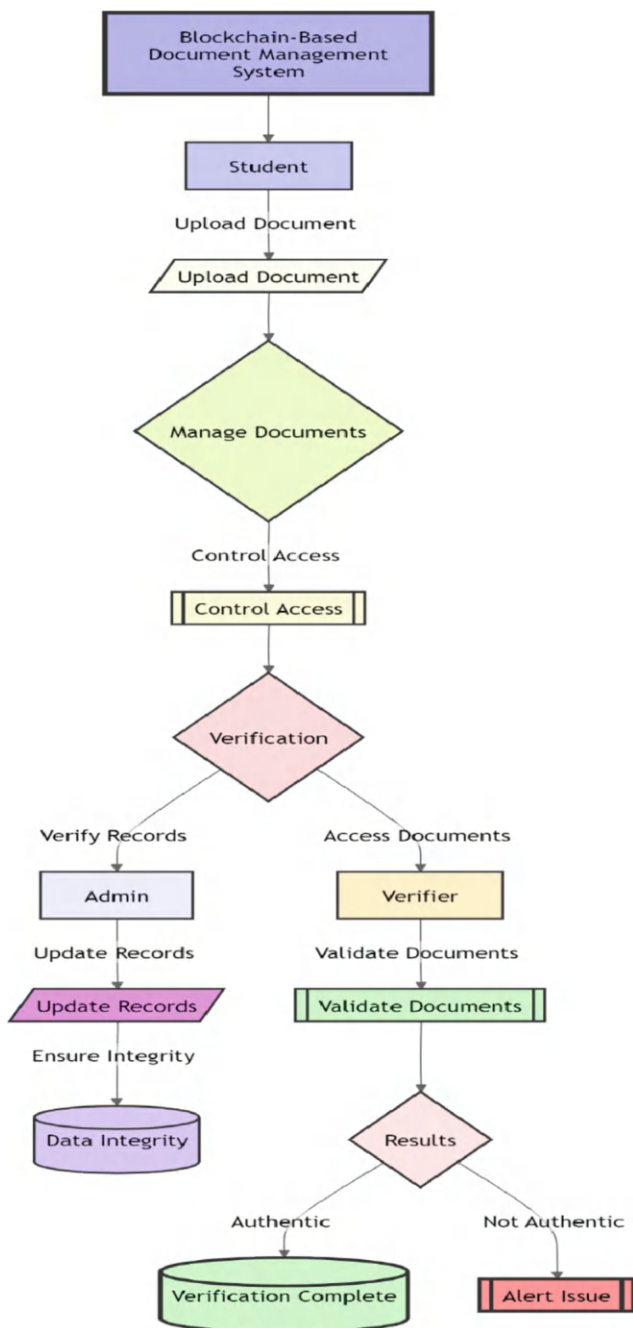 Blockchain-Based
Document Management
System
Student
Upload Document
Upload Document
Manage Documents
Control Access
Control Access
Verification
Verify Records
Access Documents
Admin
Verifier
Update Records
Validate Documents
Update Records
Validate Documents
Ensure Integrity
Data Integrity
Results
Authentic
Not Authentic
Verification Complete
Alert Issue